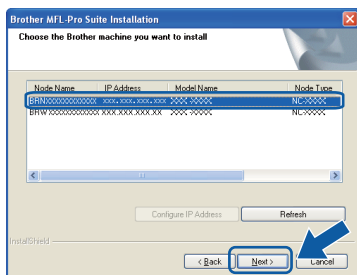 Brother MFL-Pro Suite Installation
Choose the Brother machine you want to install
Node Name IP Address Model Name Node Type
BRNXXXXXXXXXXXX xxx.xxx.xxx.xxx XXX-XXXX NC-XXXX
BRWXXXXXXXXXXXX XXX.XXX.XXX.XX XXX-XXXX NC-XXXX
Configure IP Address Refresh
InstallShield
< Back Next > Cancel